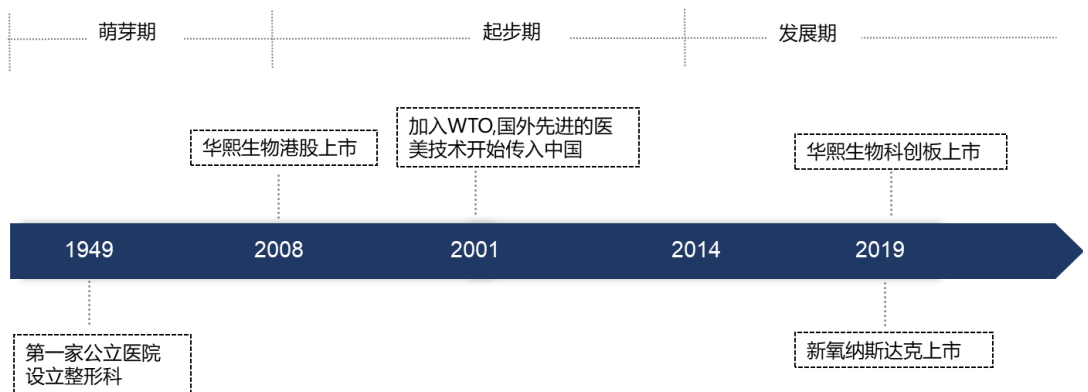 萌芽期
起步期
发展期
华熙生物港股上市
加入WTO,国外先进的医
美技术开始传入中国
华熙生物科创板上市
1949
2008
2001
2014
2019
第一家公立医院
设立整形科
新氧纳斯达克上市